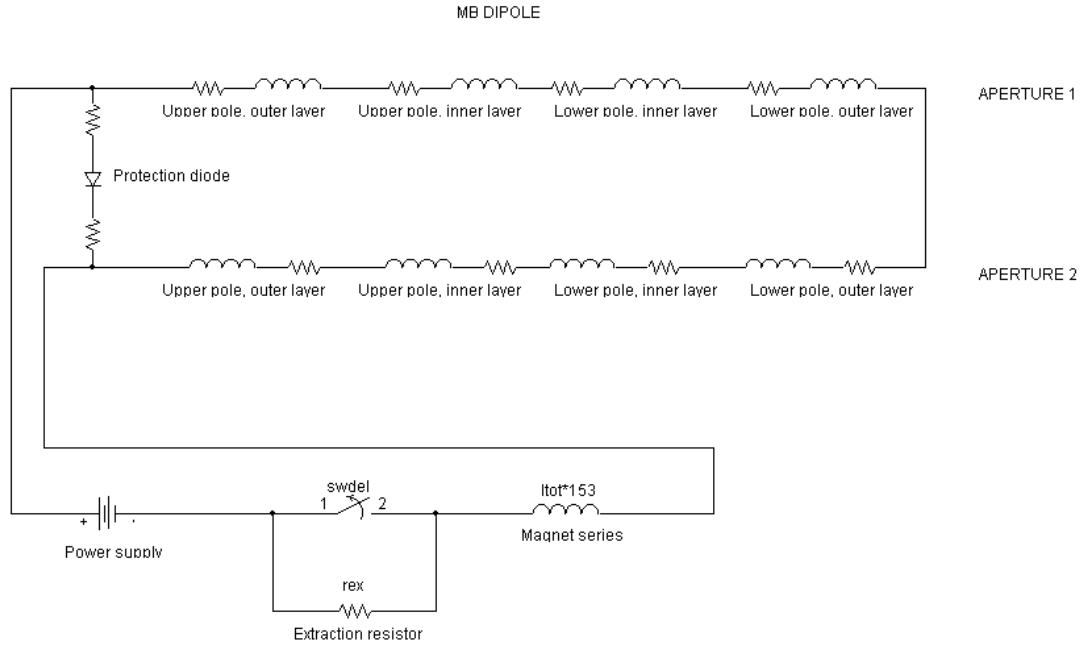 MB DIPOLE
Upper pole, outer layer
Upper pole, inner layer
Lower pole, inner layer
Lower pole, outer layer
APERTURE 1
Protection diode
Upper pole, outer layer
Upper pole, inner layer
Lower pole, inner layer
Lower pole, outer layer
APERTURE 2
swdel
1 2
ltot*153
+ -
Power supply
Magnet series
rex
Extraction resistor